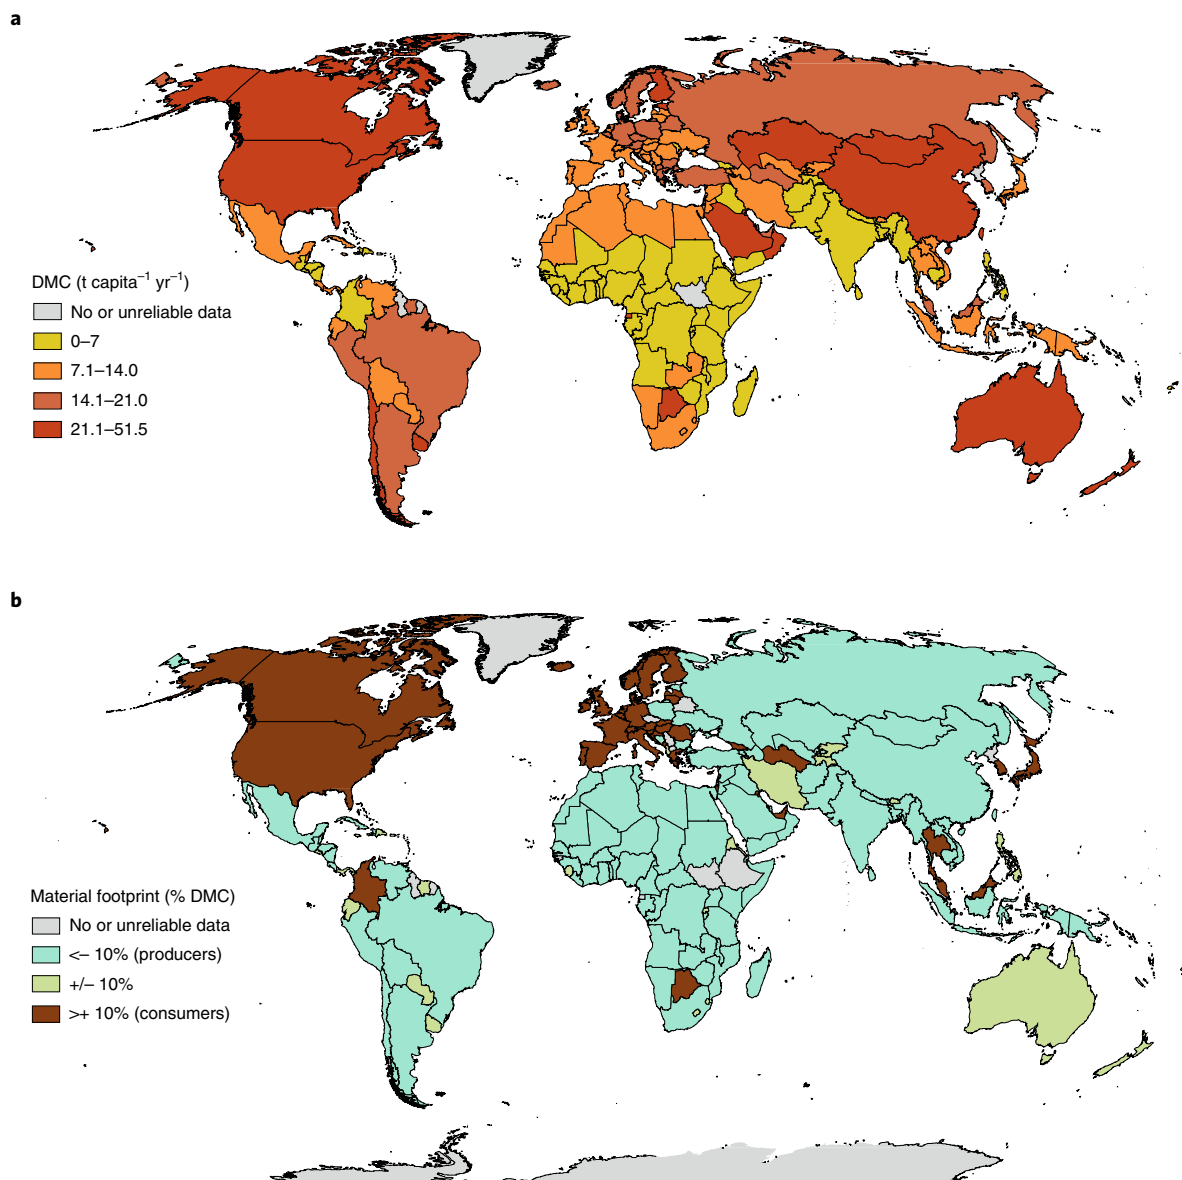 a
DMC (t capita⁻¹ yr⁻¹)
No or unreliable data
0–7
7.1–14.0
14.1–21.0
21.1–51.5
b
Material footprint (% DMC)
No or unreliable data
<– 10% (producers)
+/– 10%
>+ 10% (consumers)